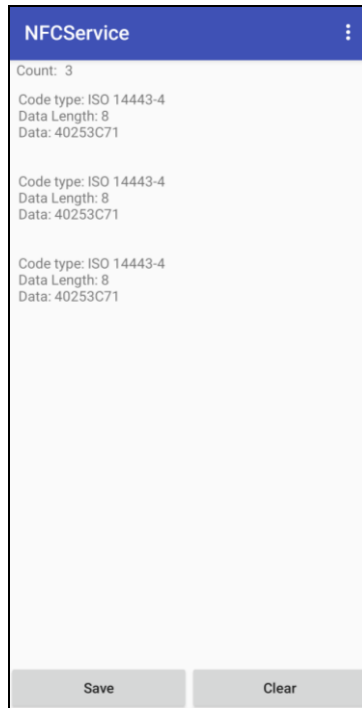 NFCService
Count: 3
Code type: ISO 14443-4
Data Length: 8
Data: 40253C71
Code type: ISO 14443-4
Data Length: 8
Data: 40253C71
Code type: ISO 14443-4
Data Length: 8
Data: 40253C71
Save
Clear